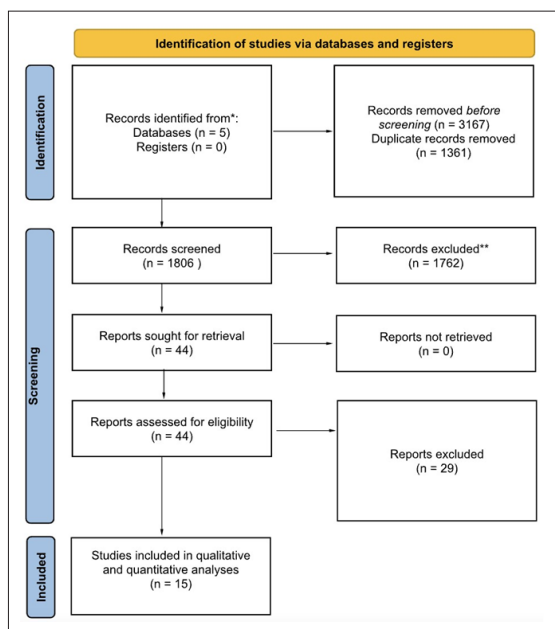 Identification of studies via databases and registers
Identification
Records identified from*:
Databases (n = 5)
Registers (n = 0)
Records removed before
screening (n = 3167)
Duplicate records removed
(n = 1361)
Screening
Records screened
(n = 1806 )
Records excluded**
(n = 1762)
Reports sought for retrieval
(n = 44)
Reports not retrieved
(n = 0)
Reports assessed for eligibility
(n = 44)
Reports excluded
(n = 29)
Included
Studies included in qualitative
and quantitative analyses
(n = 15)